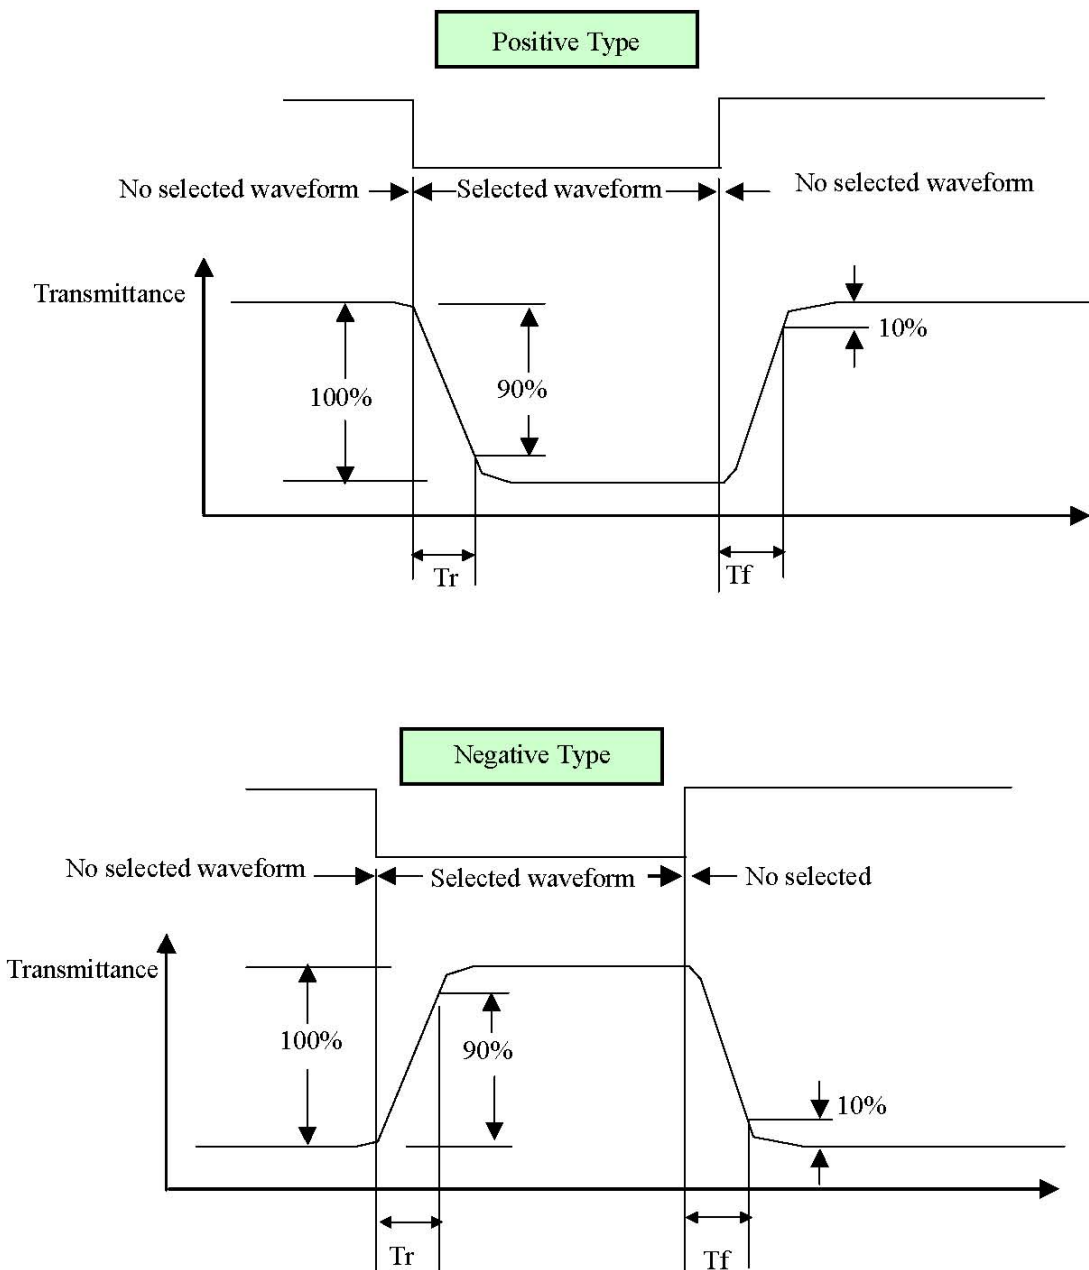 Positive Type
No selected waveform
Selected waveform
No selected waveform
Transmittance
10%
100%
90%
Tr
Tf
Negative Type
No selected waveform
Selected waveform
No selected
Transmittance
100%
90%
10%
Tr
Tf